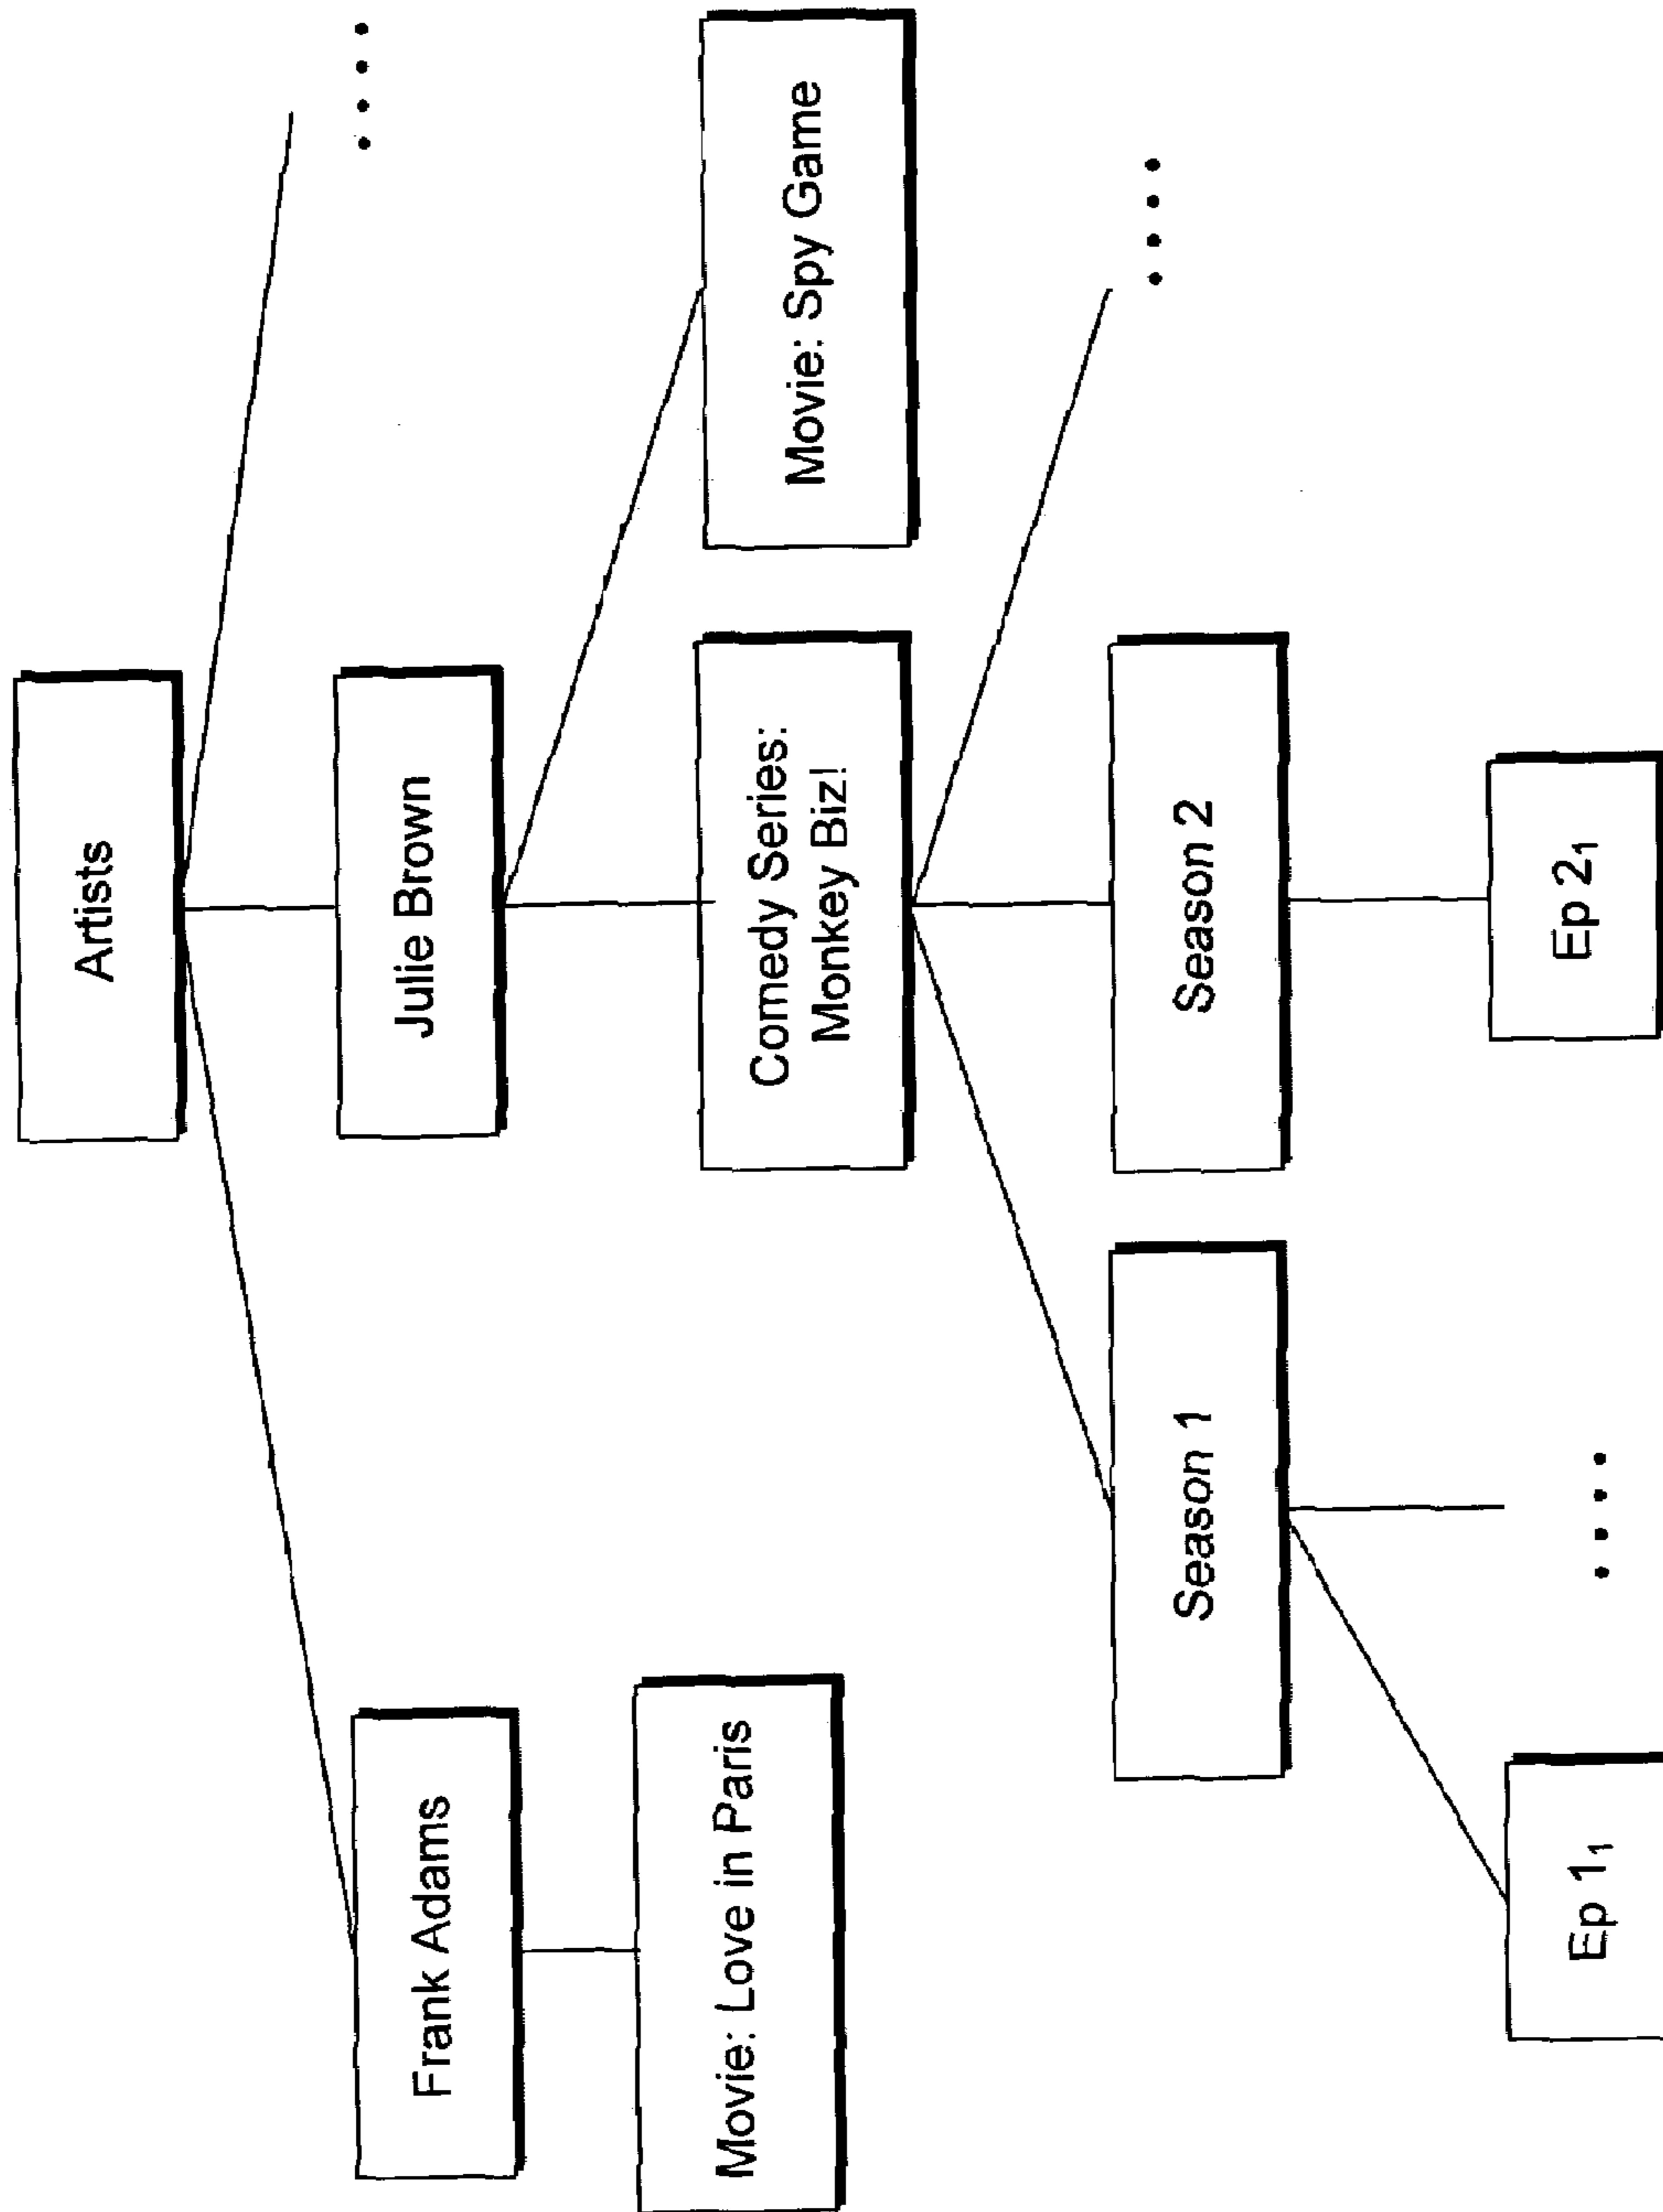 Artists
Frank Adams
Julie Brown
....
Movie: Love in Paris
Comedy Series:
Monkey Biz!
Movie: Spy Game
Season 1
Season 2
....
Ep 1₁
....
Ep 2₁